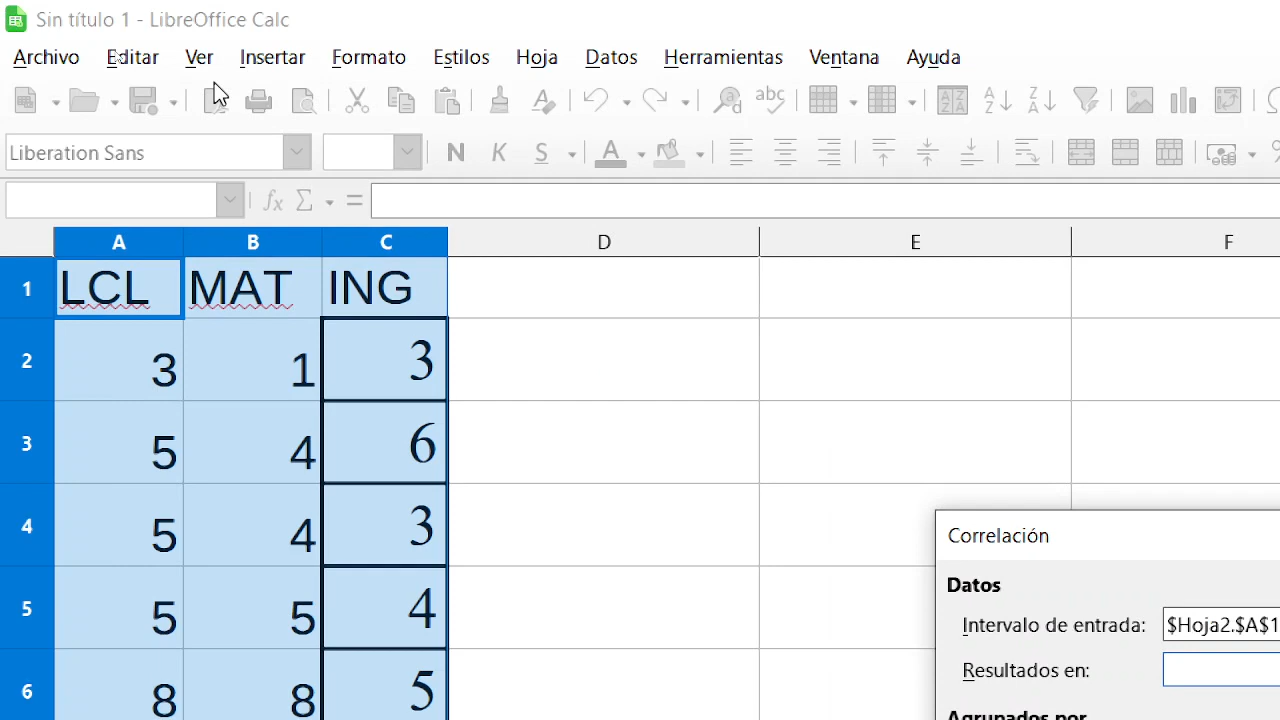 Sin título 1 - LibreOffice Calc
Archivo Editar Ver Insertar Formato Estilos Hoja Datos Herramientas Ventana Ayuda
Liberation Sans N K S A
fx Σ =
A B C D E F
1 LCL MAT ING
2 3 1 3
3 5 4 6
4 5 4 3
5 5 5 4
6 8 8 5
Correlación
Datos
Intervalo de entrada: $Hoja2.$A$1
Resultados en:
Agrupados por